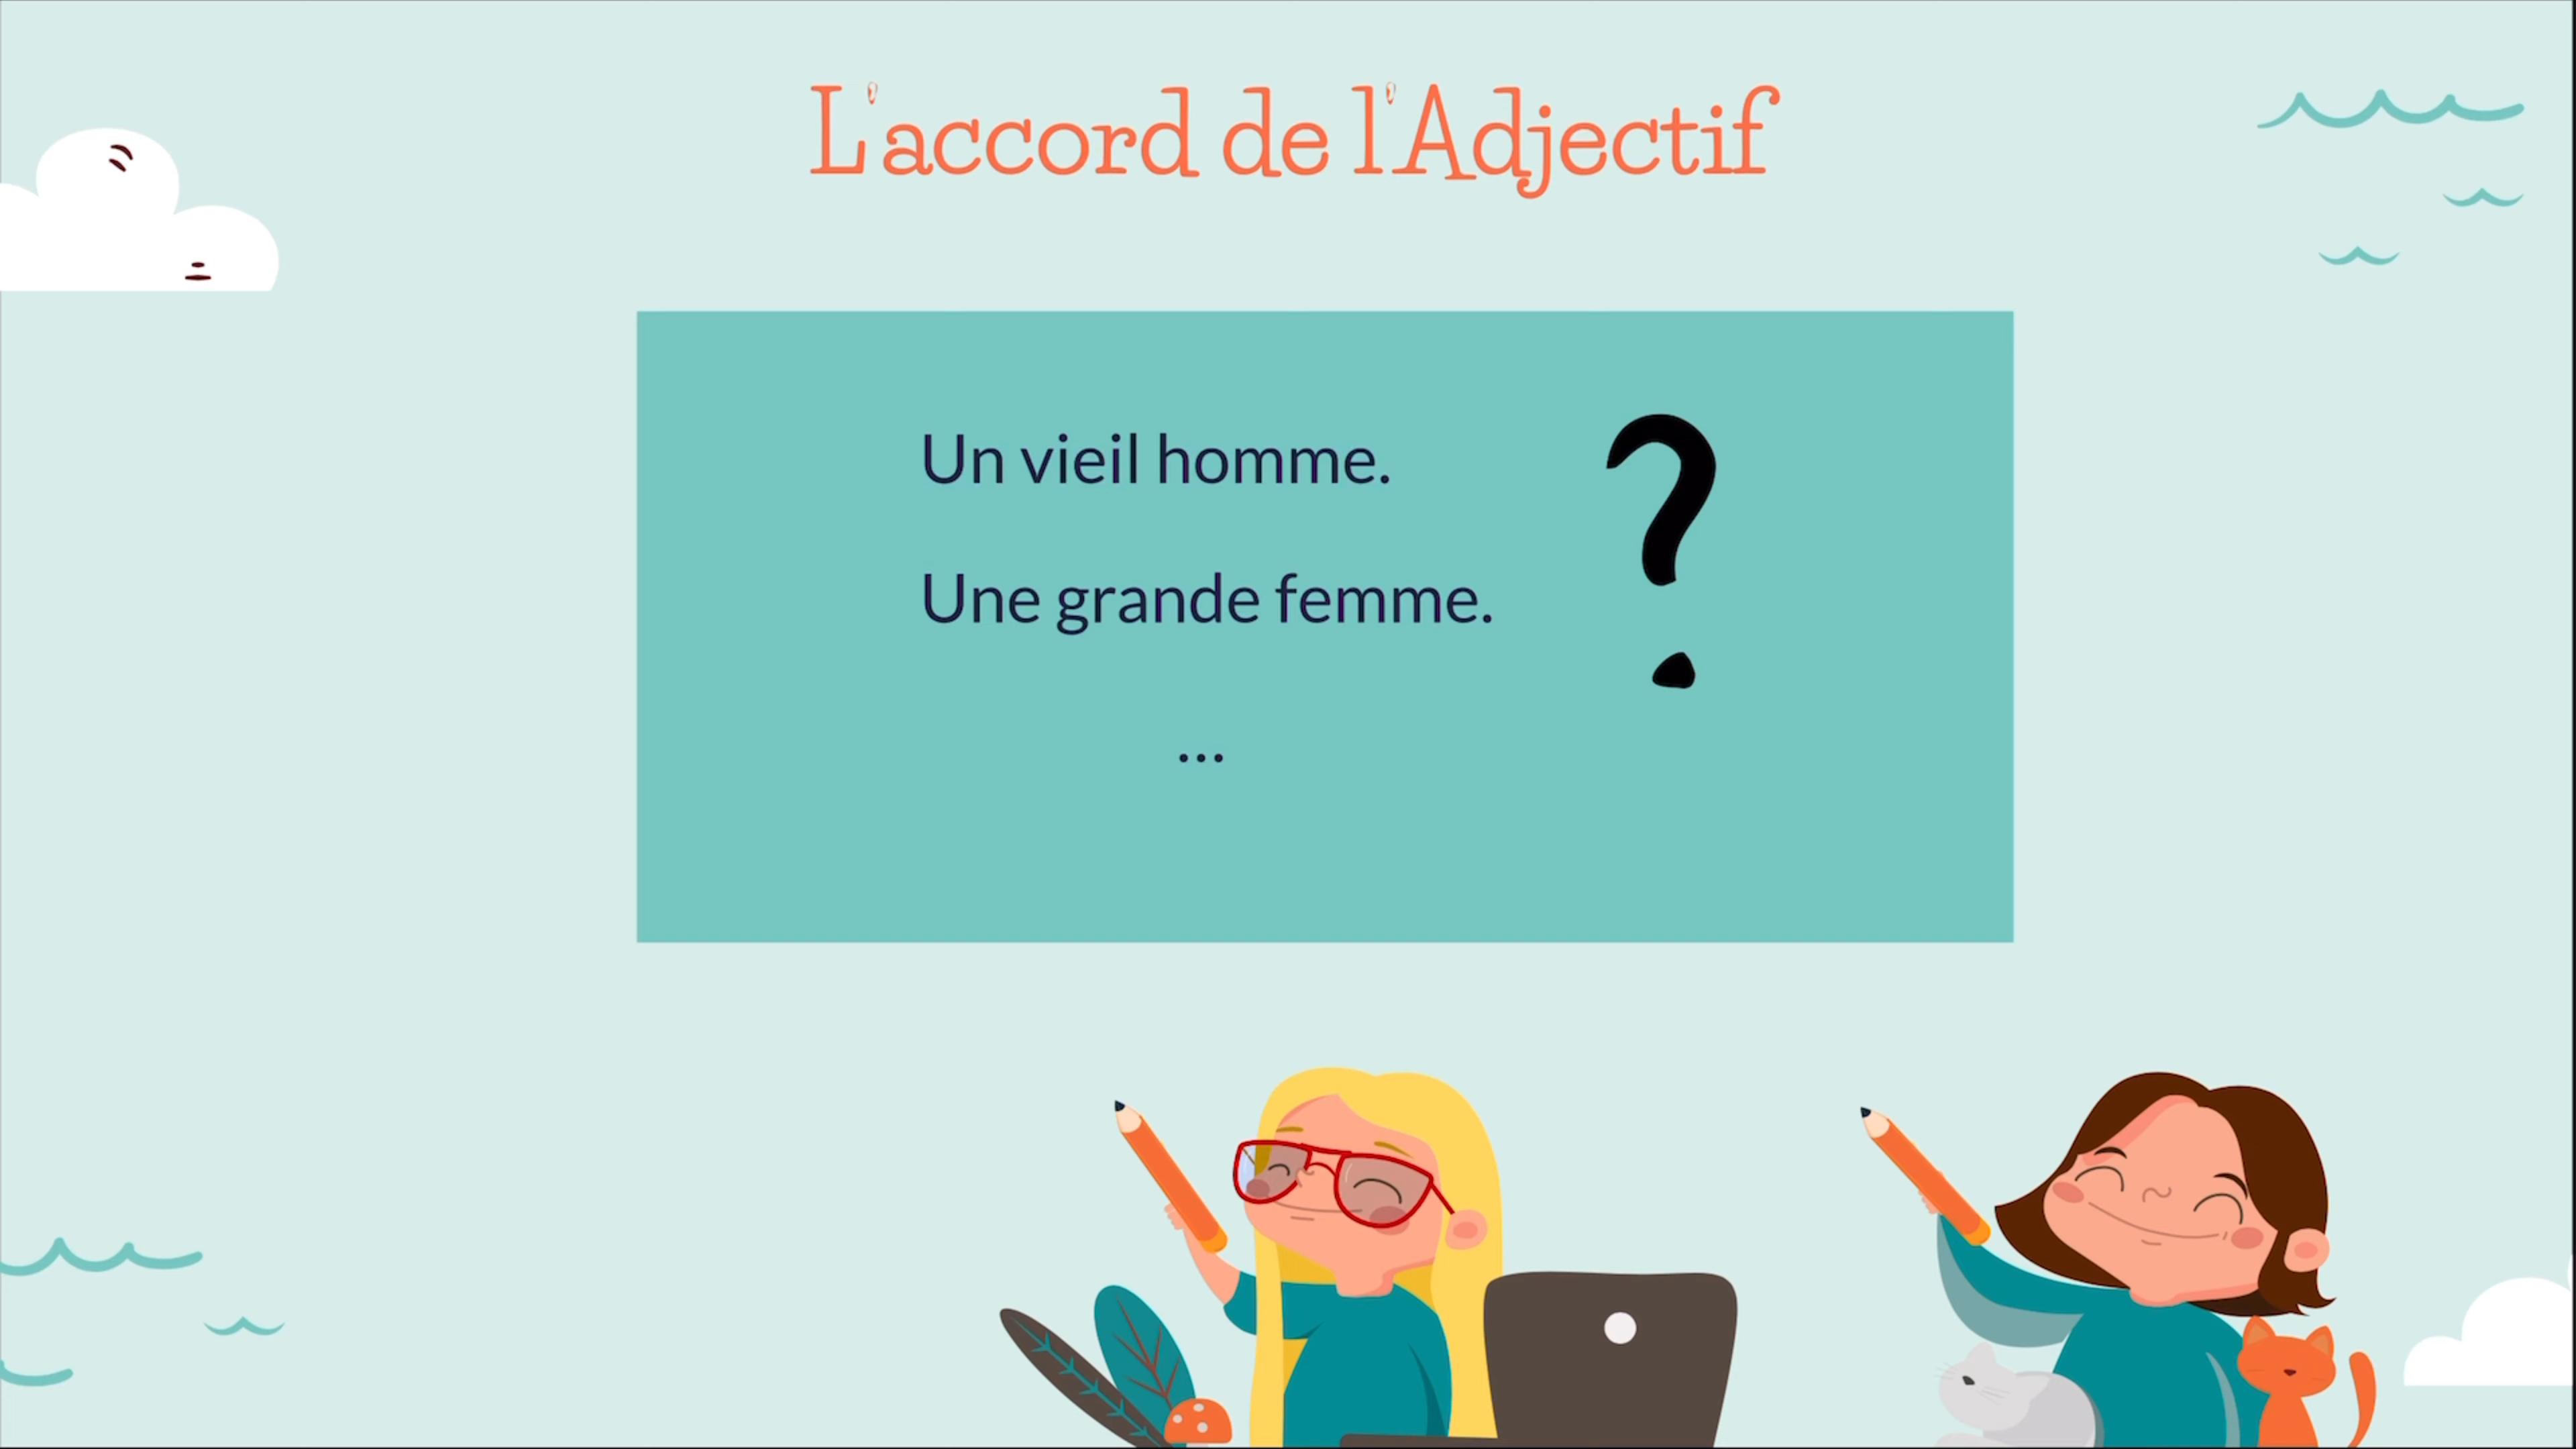 L'accord de l'Adjectif
Un vieil homme.
?
Une grande femme.
...